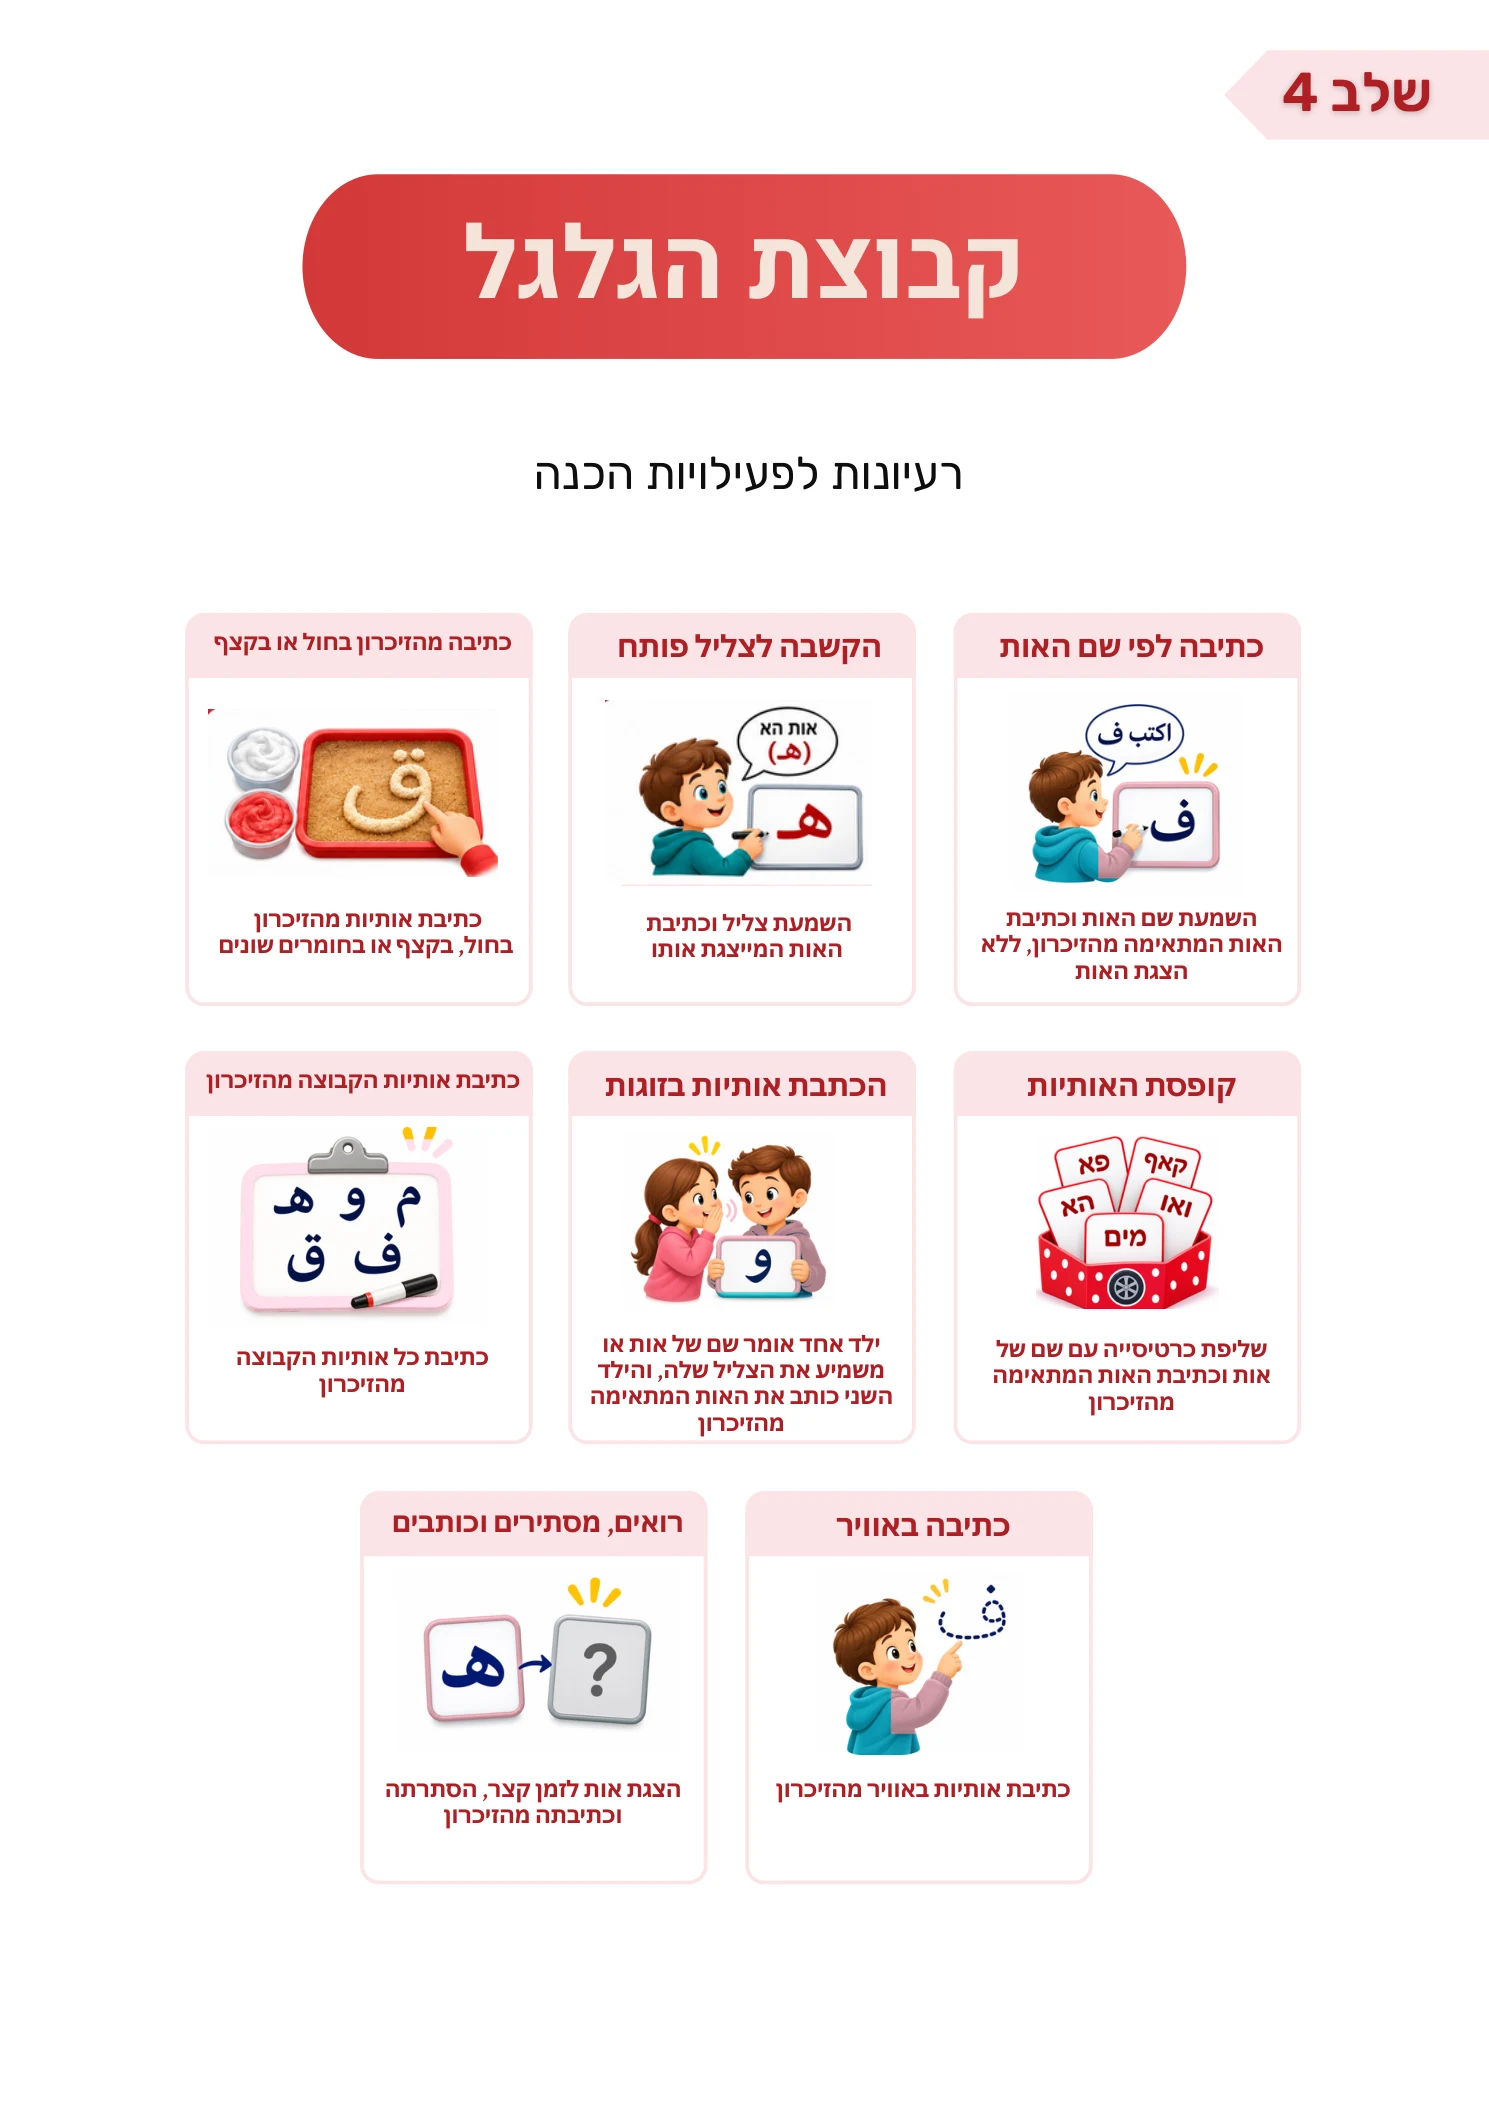 שלב 4
קבוצת הגלגל
רעיונות לפעילויות הכנה
כתיבה לפי שם האות
اكتب ف
ف
השמעת שם האות וכתיבת
האות המתאימה מהזיכרון, ללא
הצגת האות
הקשבה לצליל פותח
אות הא
(هـ)
هـ
השמעת צליל וכתיבת
האות המייצגת אותו
כתיבה מהזיכרון בחול או בקצף
ق
כתיבת אותיות מהזיכרון
בחול, בקצף או בחומרים שונים
קופסת האותיות
פא
קאף
הא
ואו
מים
שליפת כרטיסייה עם שם של
אות וכתיבת האות המתאימה
מהזיכרון
הכתבת אותיות בזוגות
و
ילד אחד אומר שם של אות או
משמיע את הצליל שלה, והילד
השני כותב את האות המתאימה
מהזיכרון
כתיבת אותיות הקבוצה מהזיכרון
م و هـ
ف ق
כתיבת כל אותיות הקבוצה
מהזיכרון
כתיבה באוויר
ف
כתיבת אותיות באוויר מהזיכרון
רואים, מסתירים וכותבים
هـ
?
הצגת אות לזמן קצר, הסתרתה
וכתיבתה מהזיכרון